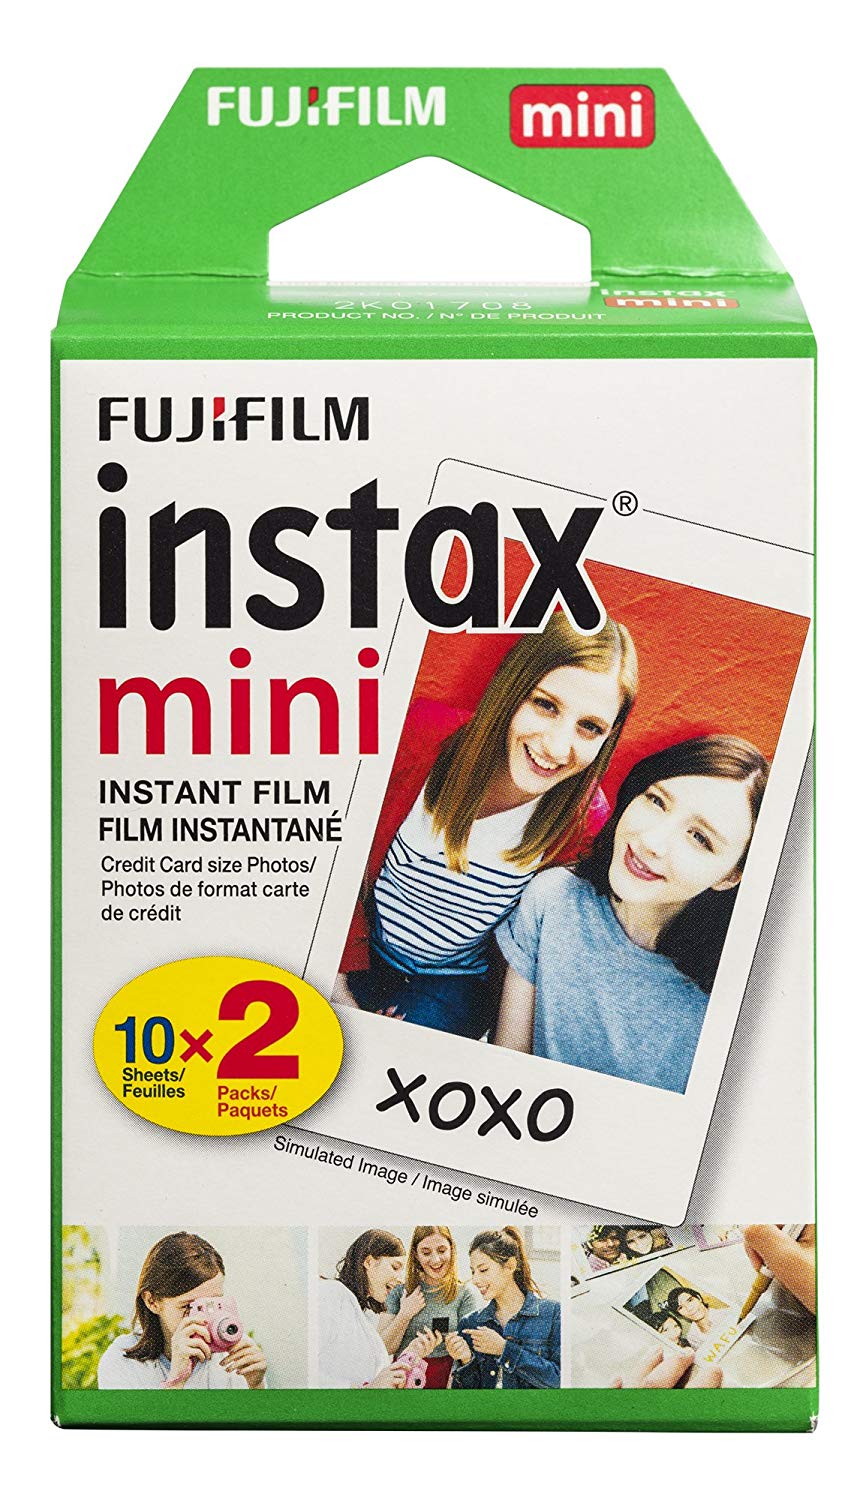 FUJIFILM mini
instax
mini
2K01708
PRODUCT NO. / N° DE PRODUIT
FUJIFILM
instax®
mini
INSTANT FILM
FILM INSTANTANÉ
Credit Card size Photos/
Photos de format carte
de crédit
10×2
Sheets/
Feuilles
Packs/
Paquets
XOXO
Simulated Image / Image simulée
WAFU